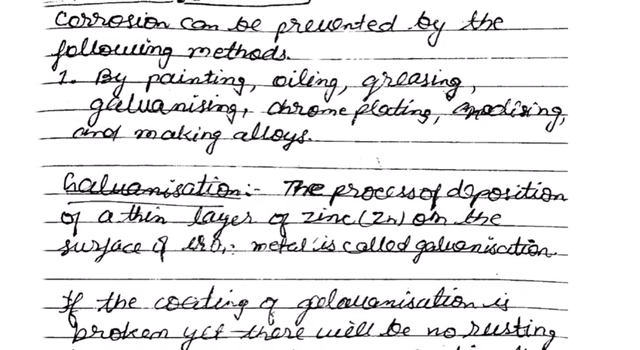 Corrosion can be prevented by the
following methods.
1. By painting, oiling, greasing,
galvanising, chrome plating, anodising,
and making alloys.
Galvanisation:- The process of deposition
of a thin layer of zinc (Zn) on the
surface of metal is called galvanisation.
If the coating of galvanisation is
broken yet there will be no rusting